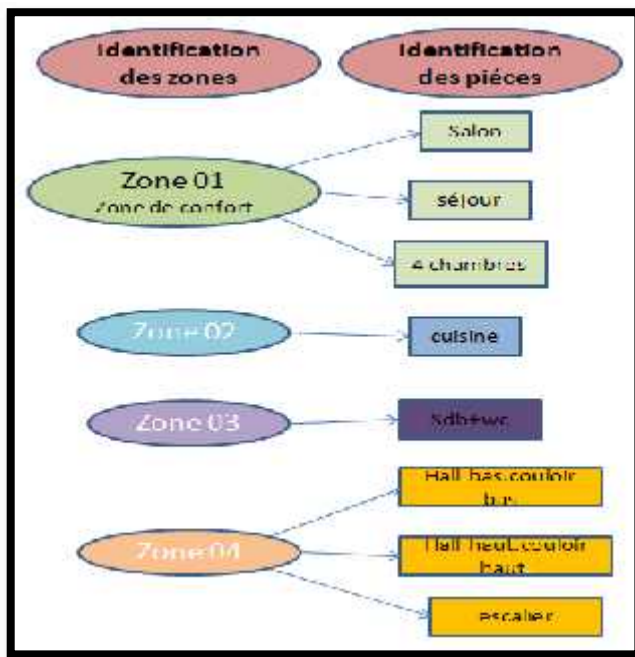 Identification
des zones
Identification
des piéces
Zone 01
Zone de confort
Salon
séjour
4 chambres
Zone 02
cuisine
Zone 03
Sdb+wc
Zone 04
Hall bas.couloir
bas
Hall haut.couloir
haut
escalier